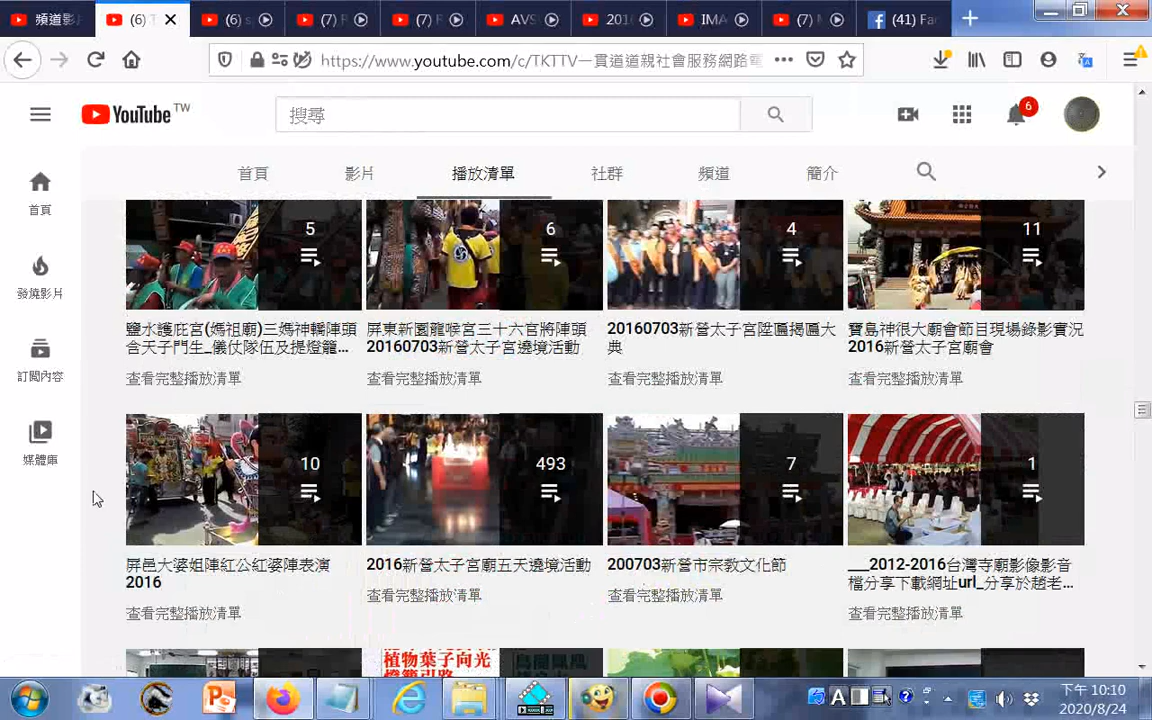 頻道影
(6) T
(6) s
(7) F
(7) F
AVS
201
IMA
(7) M
(41) Fac
https://www.youtube.com/c/TKTTV一貫道道親社會服務網路電
YouTube TW
搜尋
6
首頁
影片
播放清單
社群
頻道
簡介
首頁
發燒影片
訂閱內容
媒體庫
5
6
4
11
鹽水護庇宮(媽祖廟)三媽神轎陣頭
含天子門生_儀仗隊伍及提燈籠...
查看完整播放清單
屏東新園龍喉宮三十六官將陣頭
20160703新營太子宮遶境活動
查看完整播放清單
20160703新營太子宮陞匾揭匾大
典
查看完整播放清單
寶島神很大廟會節目現場錄影實況
2016新營太子宮廟會
查看完整播放清單
10
493
7
1
屏邑大婆姐陣紅公紅婆陣表演
2016
查看完整播放清單
2016新營太子宮廟五天遶境活動
查看完整播放清單
200703新營市宗教文化節
查看完整播放清單
___2012-2016台灣寺廟影像影音
檔分享下載網址url_分享於趙老...
查看完整播放清單
植物葉子向光
下午 10:10
2020/8/24